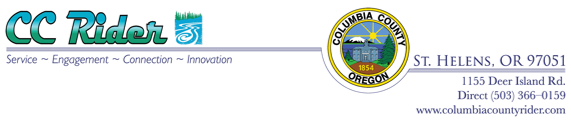 CC Rider
Service ~ Engagement ~ Connection ~ Innovation
COLUMBIA COUNTY
1854
OREGON
ST. HELENS, OR 97051
1155 Deer Island Rd.
Direct (503) 366–0159
www.columbiacountyrider.com